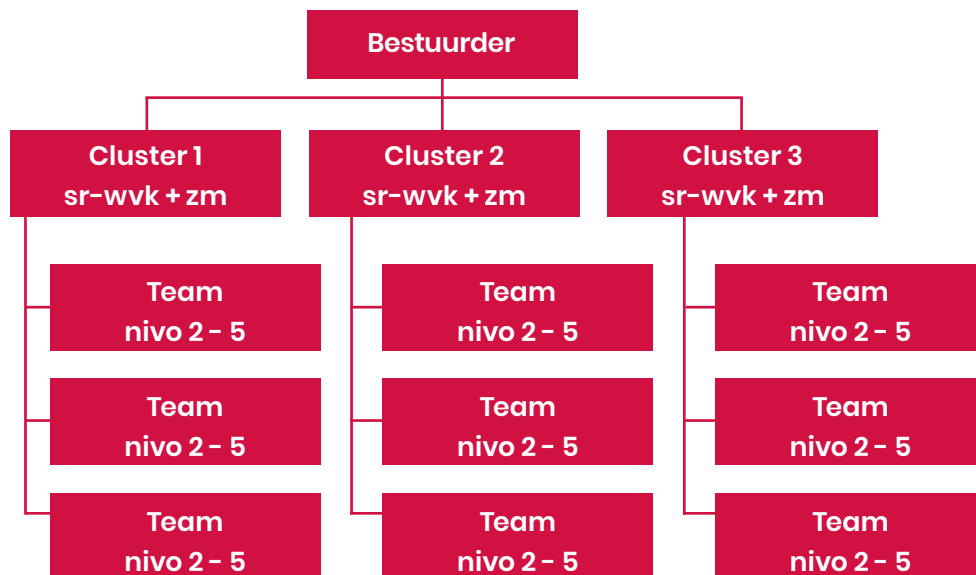 Bestuurder
Cluster 1
sr-wvk + zm
Cluster 2
sr-wvk + zm
Cluster 3
sr-wvk + zm
Team
nivo 2 - 5
Team
nivo 2 - 5
Team
nivo 2 - 5
Team
nivo 2 - 5
Team
nivo 2 - 5
Team
nivo 2 - 5
Team
nivo 2 - 5
Team
nivo 2 - 5
Team
nivo 2 - 5